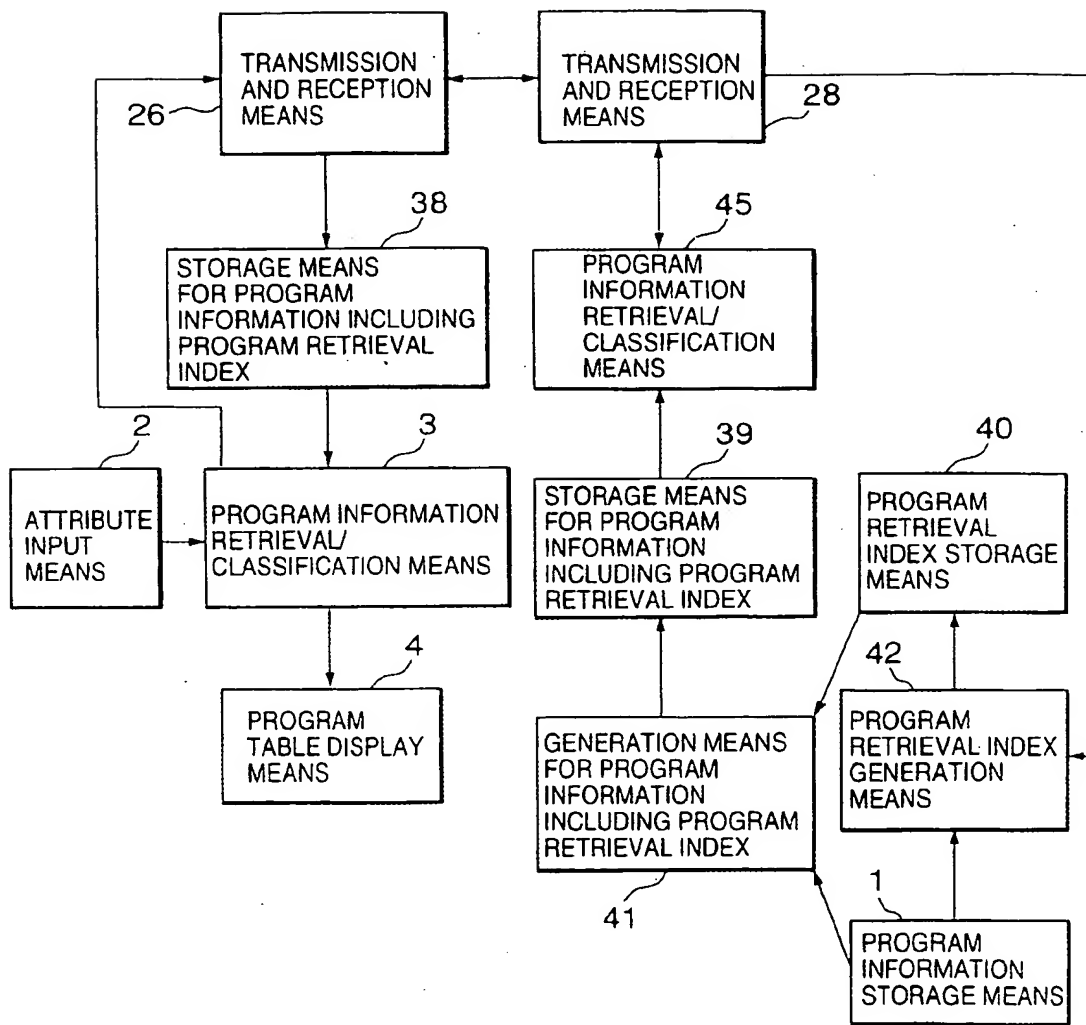 TRANSMISSION
AND RECEPTION
MEANS
26
TRANSMISSION
AND RECEPTION
MEANS
28
38
STORAGE MEANS
FOR PROGRAM
INFORMATION INCLUDING
PROGRAM RETRIEVAL
INDEX
45
PROGRAM
INFORMATION
RETRIEVAL/
CLASSIFICATION
MEANS
2
ATTRIBUTE
INPUT
MEANS
3
PROGRAM INFORMATION
RETRIEVAL/
CLASSIFICATION MEANS
39
STORAGE MEANS
FOR PROGRAM
INFORMATION
INCLUDING PROGRAM
RETRIEVAL INDEX
40
PROGRAM
RETRIEVAL
INDEX STORAGE
MEANS
4
PROGRAM
TABLE DISPLAY
MEANS
GENERATION MEANS
FOR PROGRAM
INFORMATION
INCLUDING PROGRAM
RETRIEVAL INDEX
41
42
PROGRAM
RETRIEVAL INDEX
GENERATION
MEANS
1
PROGRAM
INFORMATION
STORAGE MEANS